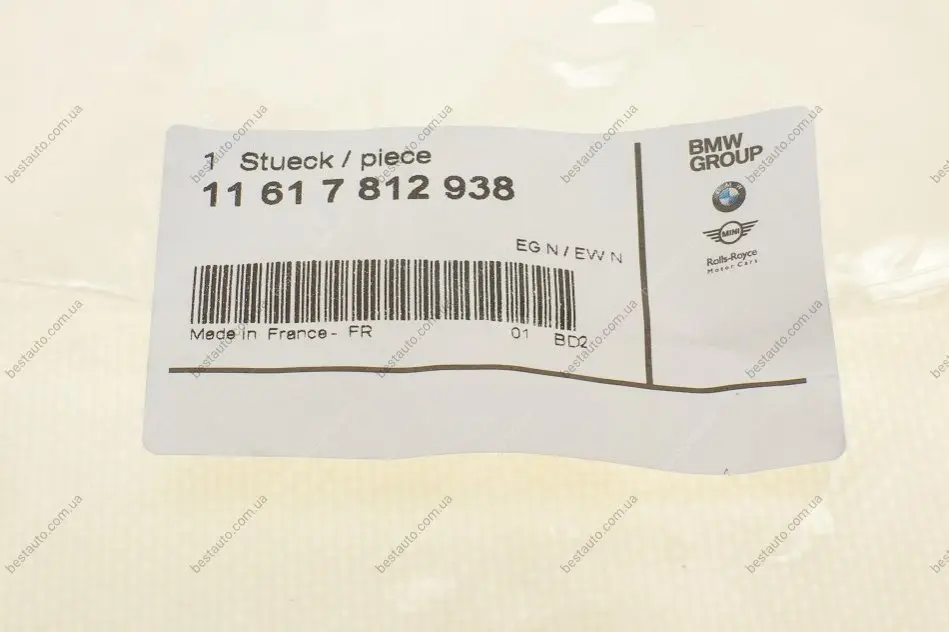 1 Stueck / piece
11 61 7 812 938
EG N / EW N
Made in France - FR 01 BD2
BMW
GROUP
MINI
Rolls-Royce
Motor Cars
bestauto.com.ua